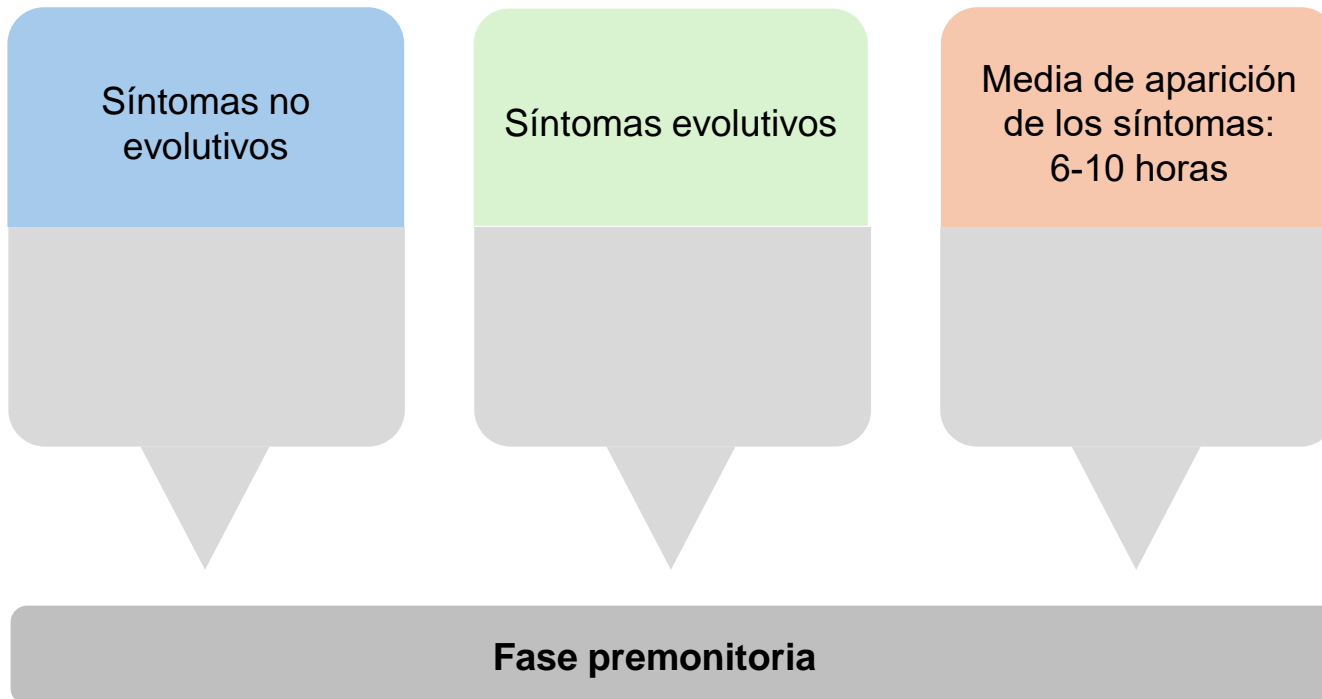 Síntomas no
evolutivos
Síntomas evolutivos
Media de aparición
de los síntomas:
6-10 horas
Fase premonitoria